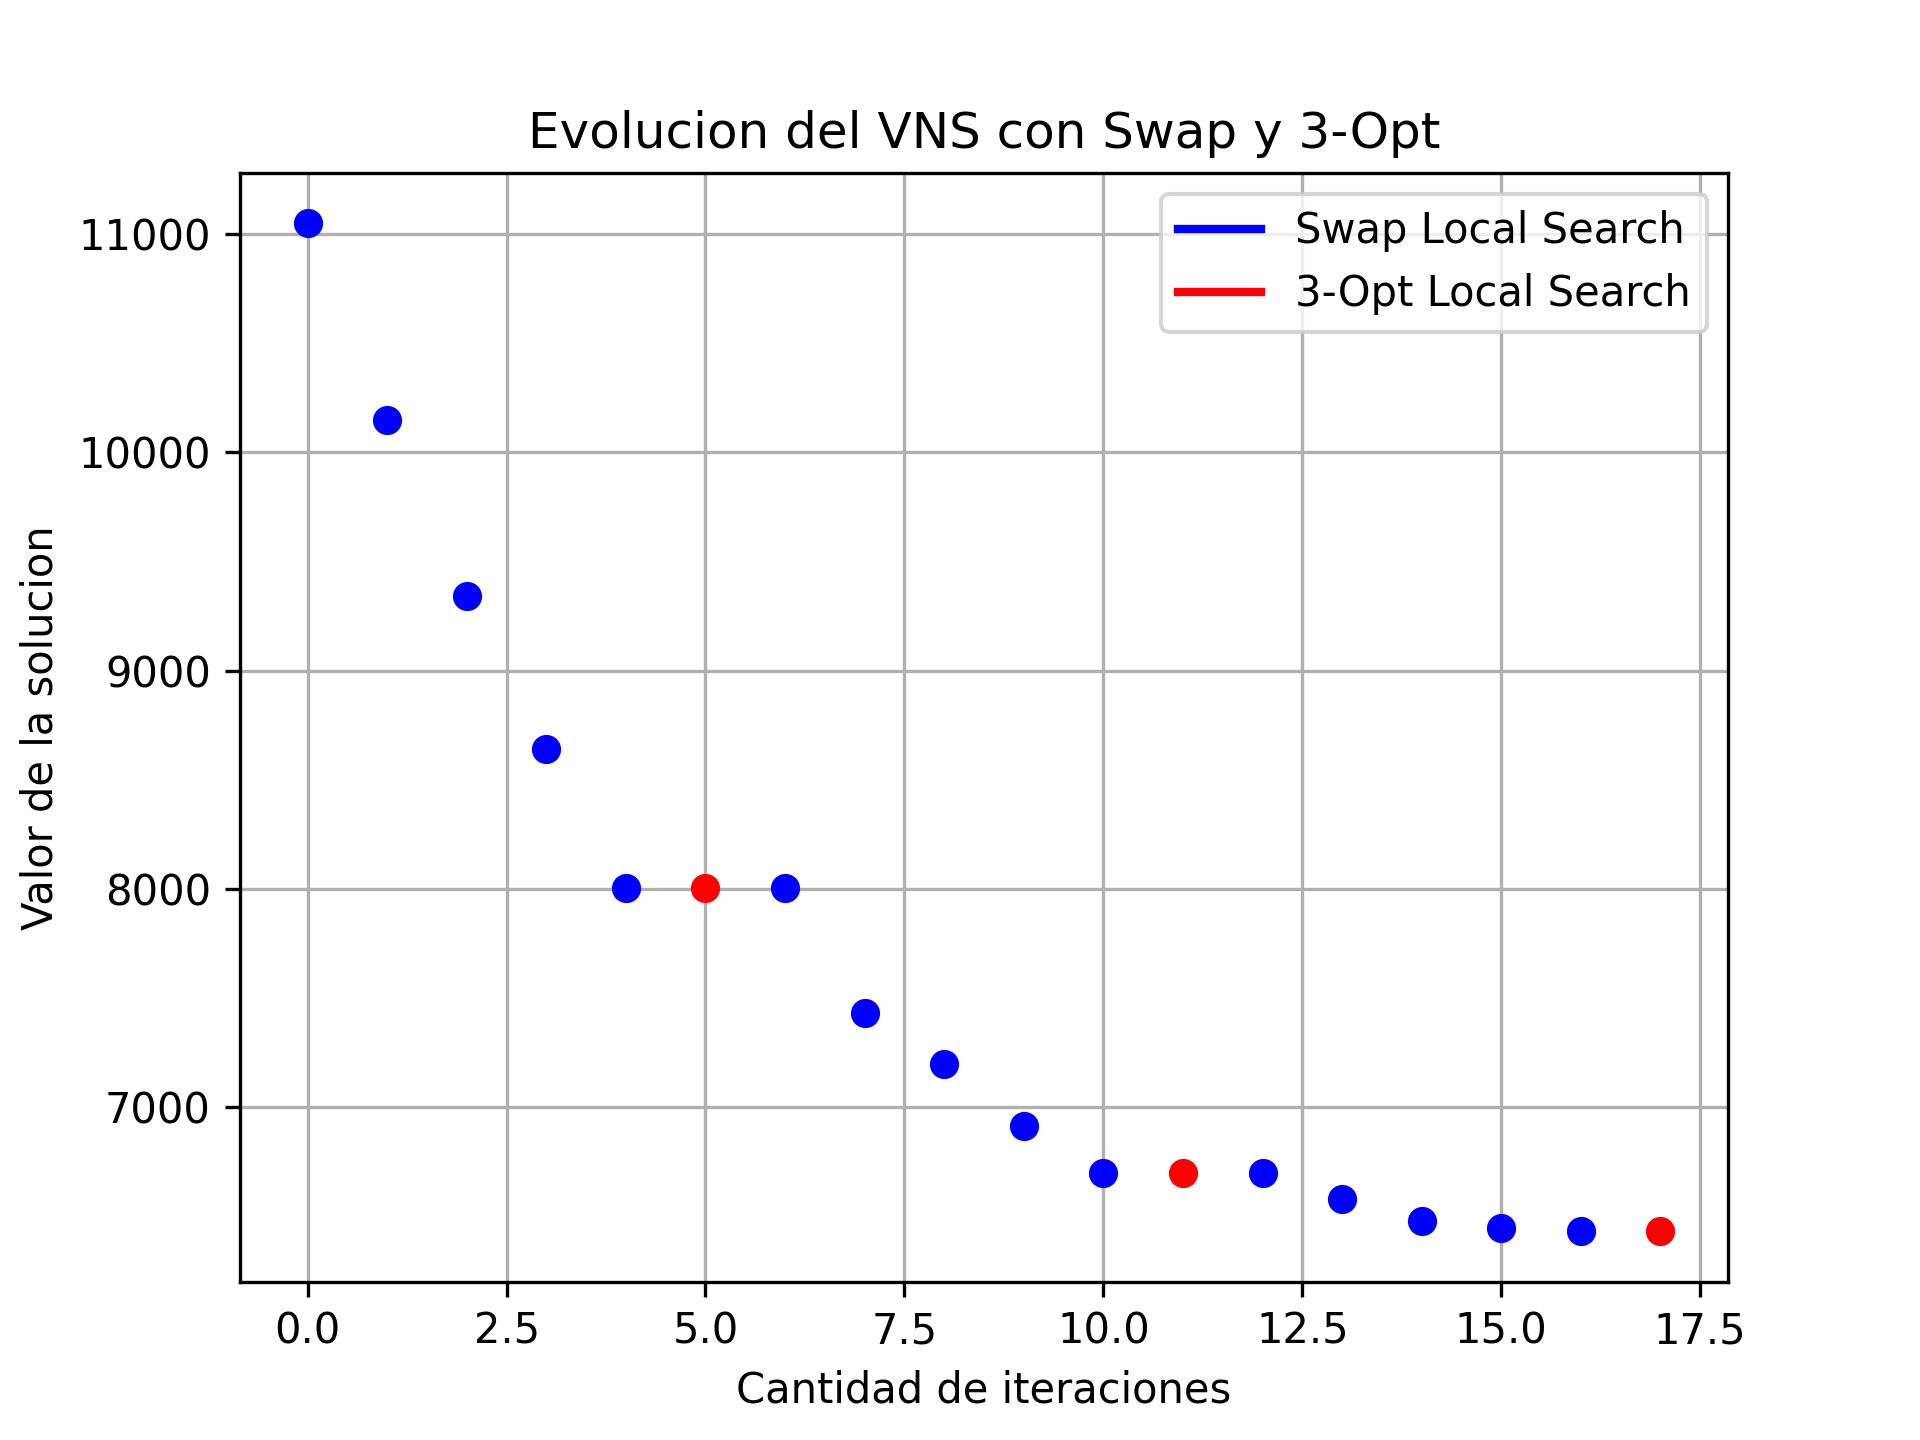 Evolucion del VNS con Swap y 3-Opt
Swap Local Search
3-Opt Local Search
Valor de la solucion
11000
10000
9000
8000
7000
0.0 2.5 5.0 7.5 10.0 12.5 15.0 17.5
Cantidad de iteraciones